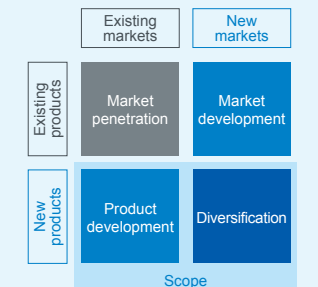 Existing
markets
New
markets
Existing
products
Market
penetration
Market
development
New
products
Product
development
Diversification
Scope